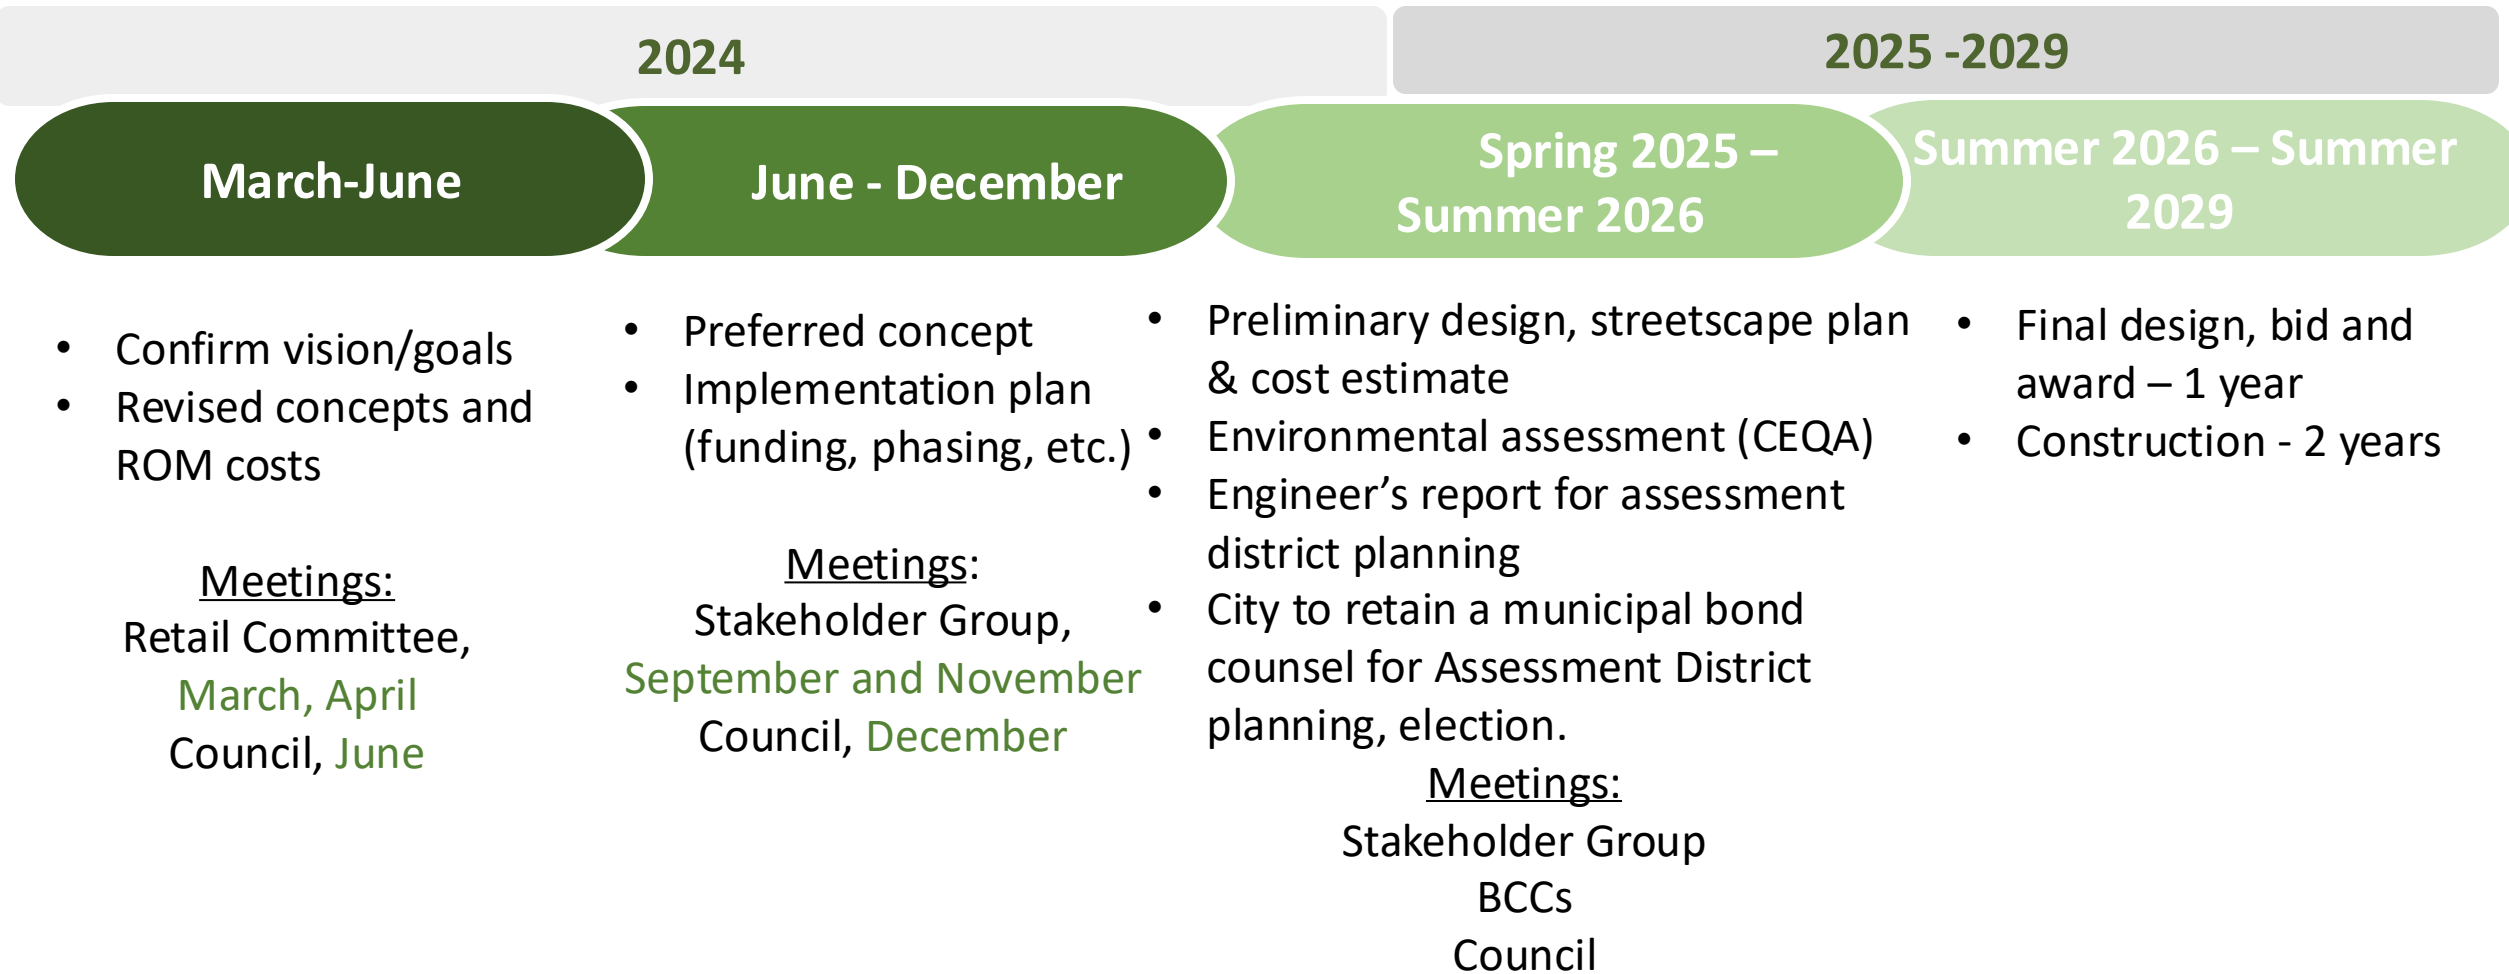 2024
2025 -2029
March-June
June - December
Spring 2025 –
Summer 2026
Summer 2026 – Summer
2029
• Confirm vision/goals
• Revised concepts and
ROM costs
Meetings:
Retail Committee,
March, April
Council, June
• Preferred concept
• Implementation plan
(funding, phasing, etc.)
Meetings:
Stakeholder Group,
September and November
Council, December
• Preliminary design, streetscape plan
& cost estimate
• Environmental assessment (CEQA)
• Engineer’s report for assessment
district planning
• City to retain a municipal bond
counsel for Assessment District
planning, election.
Meetings:
Stakeholder Group
BCCs
Council
• Final design, bid and
award – 1 year
• Construction - 2 years